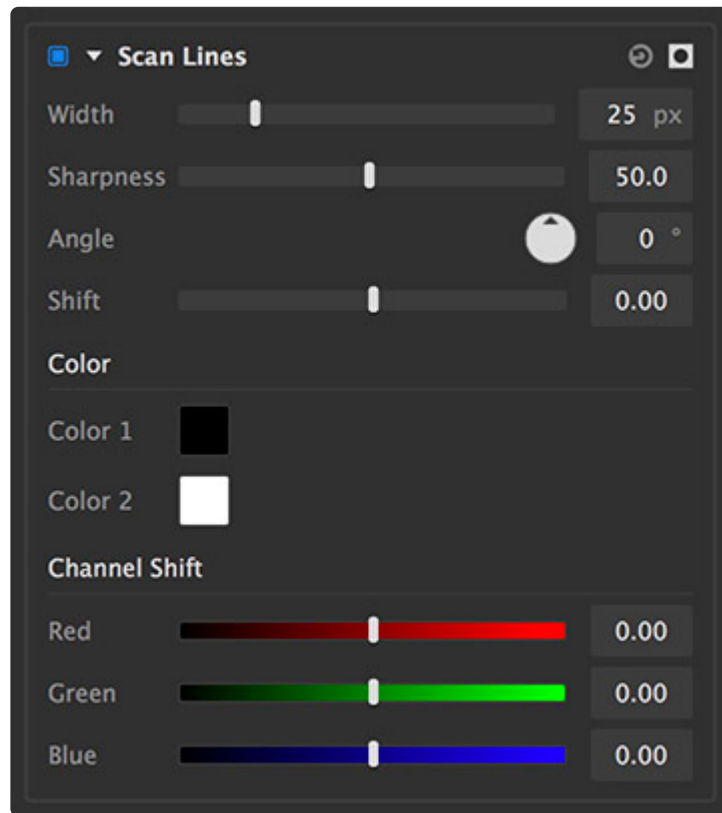 Scan Lines
Width 25 px
Sharpness 50.0
Angle 0 °
Shift 0.00
Color
Color 1
Color 2
Channel Shift
Red 0.00
Green 0.00
Blue 0.00